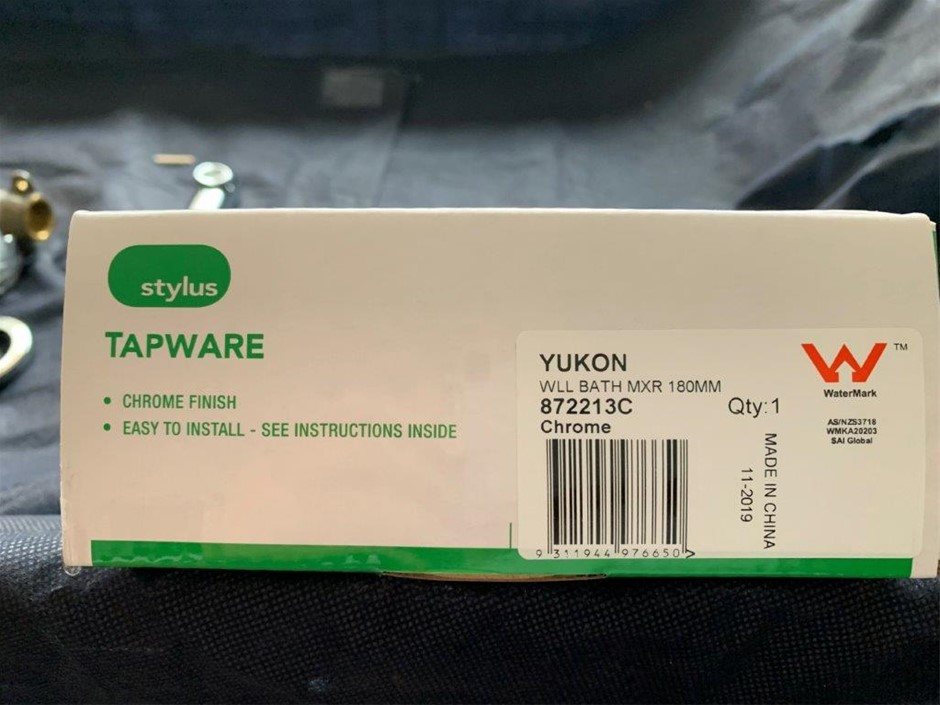 stylus
TAPWARE
• CHROME FINISH
• EASY TO INSTALL - SEE INSTRUCTIONS INSIDE
YUKON
WLL BATH MXR 180MM
872213C
Qty:1
Chrome
9 311944 976650 >
MADE IN CHINA
11-2019
TM
WaterMark
AS/NZS3718
WMKA20203
SAI Global